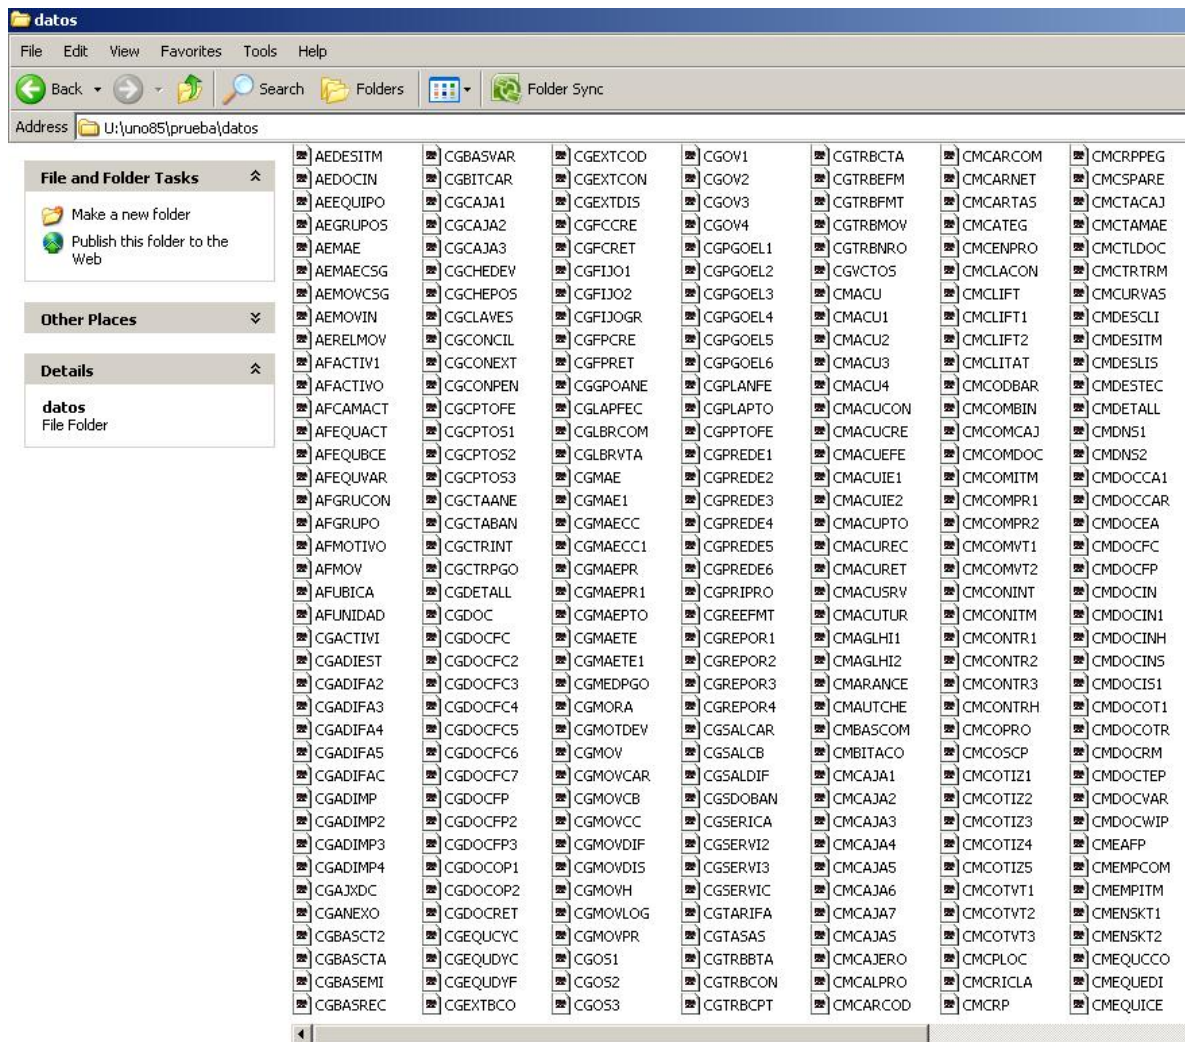 datos
File Edit View Favorites Tools Help
Back Search Folders Folder Sync
Address U:\uno85\prueba\datos
File and Folder Tasks
Make a new folder
Publish this folder to the
Web
Other Places
Details
datos
File Folder
AEDESITM CGBASVAR CGEXTCOD CGOV1 CGTRBCTA CMCARCOM CMCRPPEG
AEDOCIN CGBITCAR CGEXTCON CGOV2 CGTRBEFM CMCARNET CMCSPARE
AEEQUIPO CGCAJA1 CGEXTDIS CGOV3 CGTRBFMT CMCARTAS CMCTACAJ
AEGRUPOS CGCAJA2 CGFCCRE CGOV4 CGTRBMOV CMCATEG CMCTAMAE
AEMAE CGCAJA3 CGFCRET CGPGOEL1 CGTRBNRO CMCENPRO CMCTLDOC
AEMAECSG CGCHEDEV CGFIJO1 CGPGOEL2 CGVCTOS CMCLACON CMCTRTRM
AEMOVCSG CGCHEPOS CGFIJO2 CGPGOEL3 CMACU CMCLIFT CMCURVAS
AEMOVIN CGCLAVES CGFIJOGR CGPGOEL4 CMACU1 CMCLIFT1 CMDESCLI
AERELMOV CGCONCIL CGFPCRE CGPGOEL5 CMACU2 CMCLIFT2 CMDESITM
AFACTIV1 CGCONEXT CGFPRET CGPGOEL6 CMACU3 CMCLITAT CMDESLIS
AFACTIVO CGCONPEN CGGPOANE CGPLANFE CMACU4 CMCODBAR CMDESTEC
AFCAMACT CGCPTOFE CGLAPFEC CGPLAPTO CMACUCON CMCOMBIN CMDETALL
AFEQUACT CGCPTOS1 CGLBRCOM CGPPTOFE CMACUCRE CMCOMCAJ CMDNS1
AFEQUBCE CGCPTOS2 CGLBRVTA CGPREDE1 CMACUEFE CMCOMDOC CMDNS2
AFEQUVAR CGCPTOS3 CGMAE CGPREDE2 CMACUIE1 CMCOMITM CMDOCCA1
AFGRUCON CGCTAANE CGMAE1 CGPREDE3 CMACUIE2 CMCOMPR1 CMDOCCAR
AFGRUPO CGCTABAN CGMAECC CGPREDE4 CMACUPTO CMCOMPR2 CMDOCEA
AFMOTIVO CGCTRINT CGMAECC1 CGPREDE5 CMACUREC CMCOMVT1 CMDOCFC
AFMOV CGCTRPGO CGMAEPR CGPREDE6 CMACURET CMCOMVT2 CMDOCFP
AFUBICA CGDETALL CGMAEPR1 CGPRIPRO CMACUSRV CMCONINT CMDOCIN
AFUNIDAD CGDOC CGMAEPTO CGREEFMT CMACUTUR CMCONITM CMDOCIN1
CGACTIVI CGDOCFC CGMAETE CGREPOR1 CMAGLHI1 CMCONTR1 CMDOCINH
CGADIEST CGDOCFC2 CGMAETE1 CGREPOR2 CMAGLHI2 CMCONTR2 CMDOCINS
CGADIFA2 CGDOCFC3 CGMEDPGO CGREPOR3 CMARANCE CMCONTR3 CMDOCIS1
CGADIFA3 CGDOCFC4 CGMORA CGREPOR4 CMAUTCHE CMCONTRH CMDOCOT1
CGADIFA4 CGDOCFC5 CGMOTDEV CGSALCAR CMBASCOM CMCOPRO CMDOCOTR
CGADIFA5 CGDOCFC6 CGMOV CGSALCB CMBITACO CMCOSCP CMDOCRM
CGADIFAC CGDOCFC7 CGMOVCAR CGSALDIF CMCAJA1 CMCOTIZ1 CMDOCTEP
CGADIMP CGDOCFP CGMOVCB CGSDOBAN CMCAJA2 CMCOTIZ2 CMDOCVAR
CGADIMP2 CGDOCFP2 CGMOVCC CGSERICA CMCAJA3 CMCOTIZ3 CMDOCWIP
CGADIMP3 CGDOCFP3 CGMOVDIF CGSERVI2 CMCAJA4 CMCOTIZ4 CMEAFP
CGADIMP4 CGDOCOP1 CGMOVDIS CGSERVI3 CMCAJA5 CMCOTIZ5 CMEMPCOM
CGAJXDC CGDOCOP2 CGMOVH CGSERVIC CMCAJA6 CMCOTVT1 CMEMPITM
CGANEXO CGDOCRET CGMOVLOG CGTARIFA CMCAJA7 CMCOTVT2 CMENSKT1
CGBASCT2 CGEQUCYC CGMOVPR CGTASAS CMCAJAS CMCOTVT3 CMENSKT2
CGBASCTA CGEQUDYC CGOS1 CGTRBBTA CMCAJERO CMCPLOC CMEQUCCO
CGBASEMI CGEQUDYF CGOS2 CGTRBCON CMCALPRO CMCRICLA CMEQUEDI
CGBASREC CGEXTBCO CGOS3 CGTRBCPT CMCARCOD CMCRP CMEQUICE